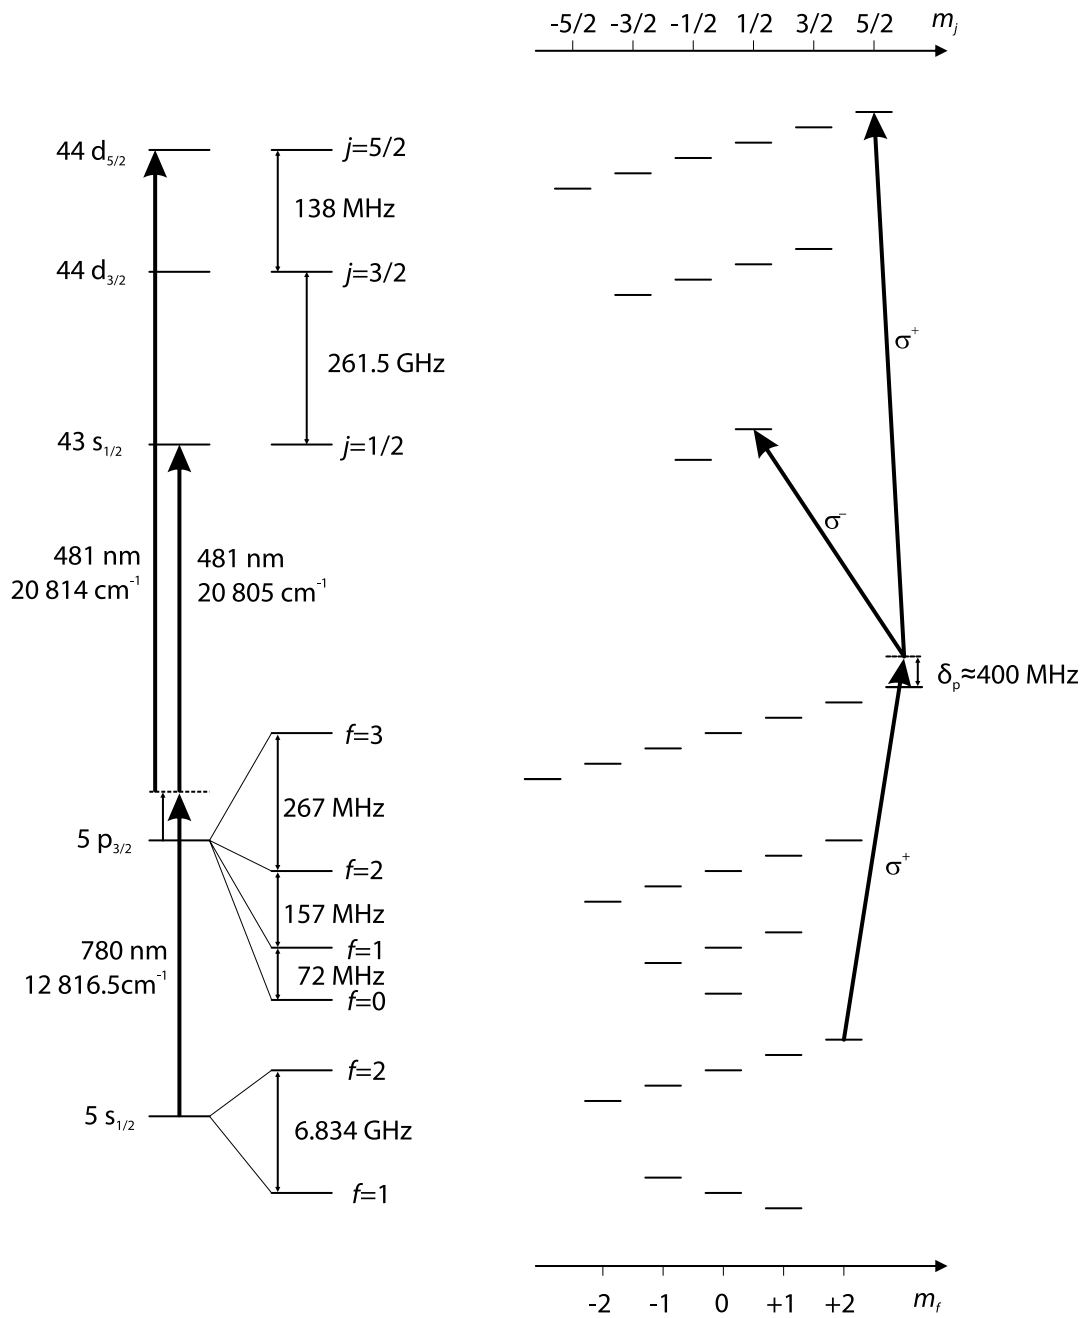 -5/2 -3/2 -1/2 1/2 3/2 5/2 mj
44 d5/2
j=5/2
138 MHz
44 d3/2
j=3/2
σ+
261.5 GHz
43 s1/2
j=1/2
σ−
481 nm
20 814 cm-1
481 nm
20 805 cm-1
δp≈400 MHz
f=3
267 MHz
5 p3/2
f=2
σ+
157 MHz
780 nm
12 816.5cm-1
f=1
72 MHz
f=0
f=2
5 s1/2
6.834 GHz
f=1
-2 -1 0 +1 +2 mf